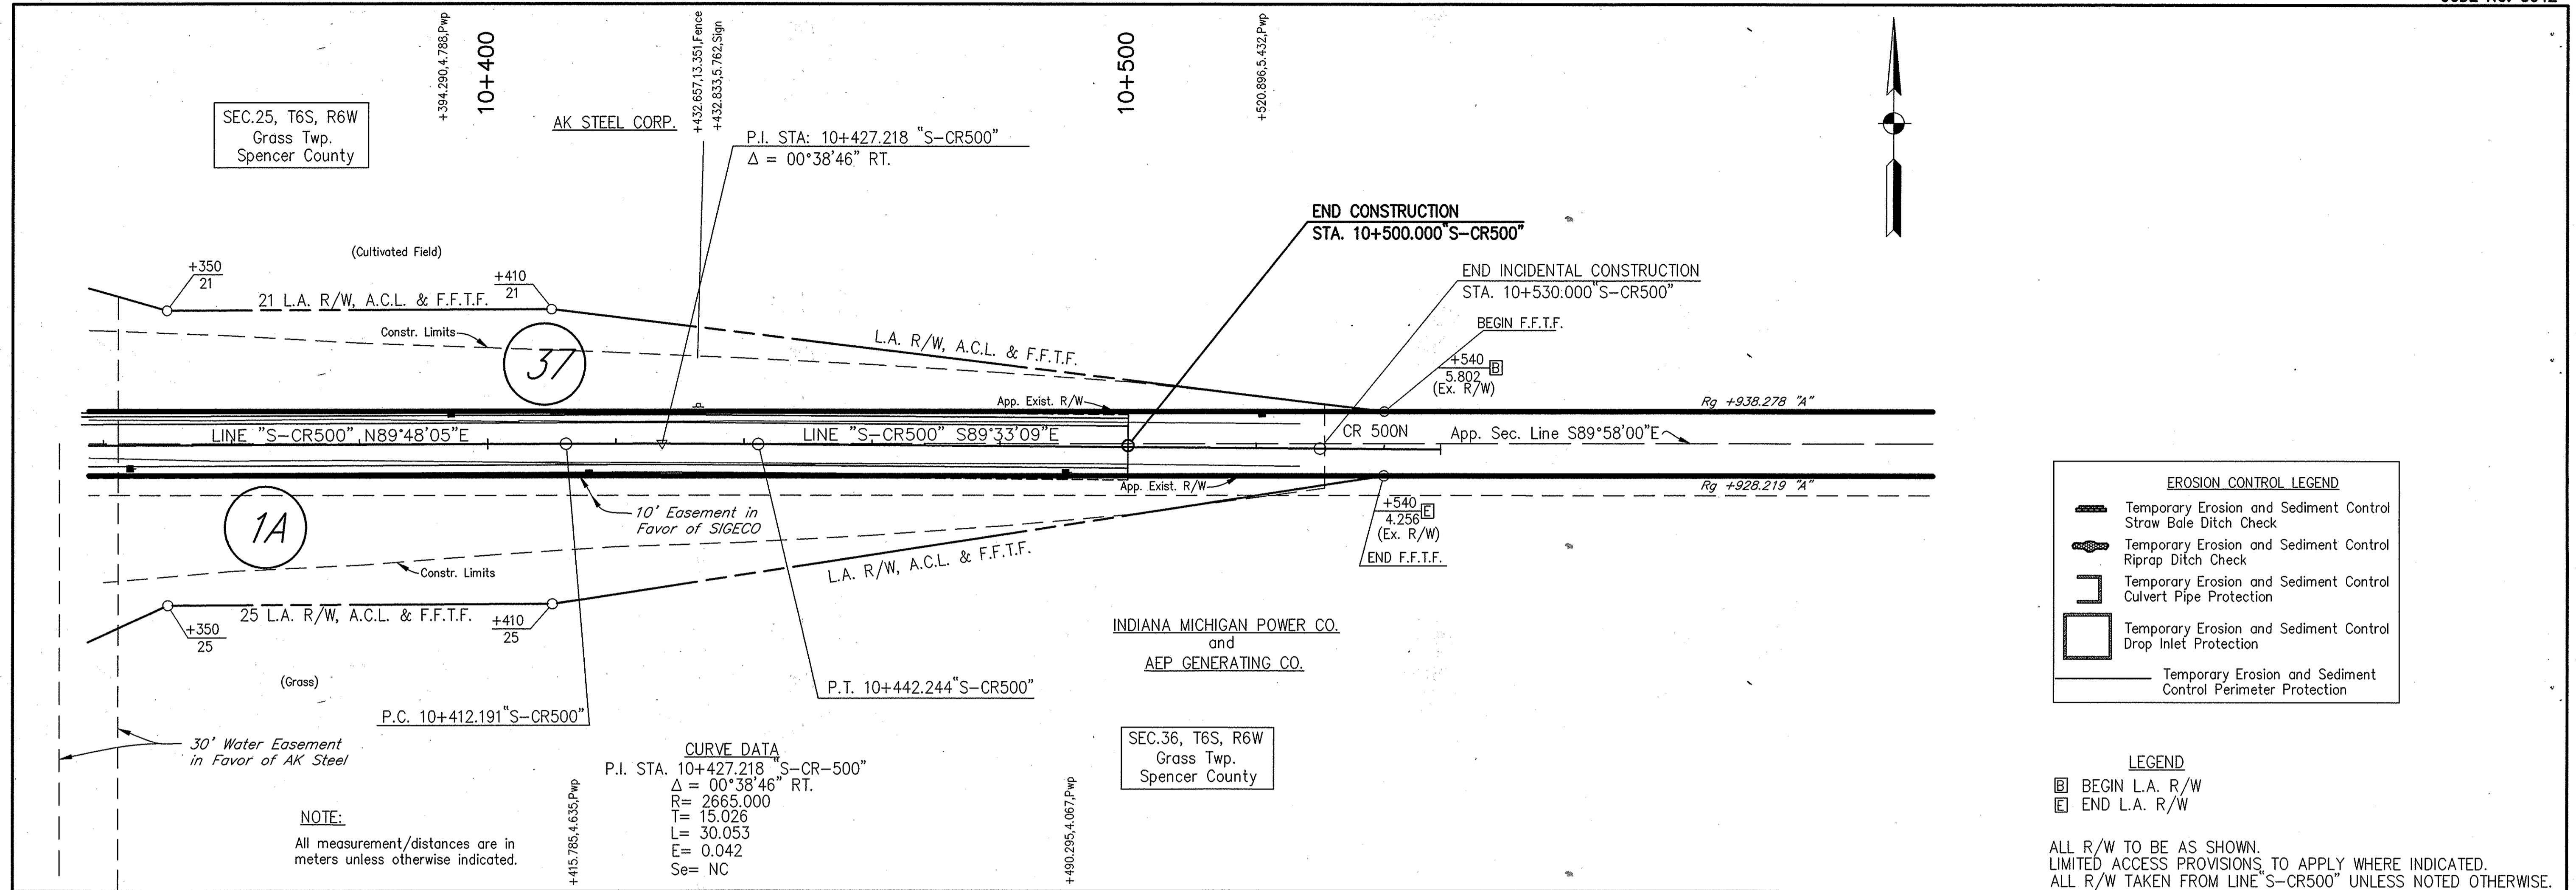 +394.290,4.788,Pwp
10+400
+432.657,13.351,Fence
+432.833,5.762,Sign
10+500
+520.896,5.432,Pwp
SEC.25, T6S, R6W
Grass Twp.
Spencer County
AK STEEL CORP.
P.I. STA: 10+427.218 "S-CR500"
Δ = 00°38'46" RT.
END CONSTRUCTION
STA. 10+500.000"S-CR500"
(Cultivated Field)
+350
21
+410
21
21 L.A. R/W, A.C.L. & F.F.T.F.
END INCIDENTAL CONSTRUCTION
STA. 10+530.000"S-CR500"
BEGIN F.F.T.F.
Constr. Limits
L.A. R/W, A.C.L. & F.F.T.F.
37
+540
5.802
B
(Ex. R/W)
App. Exist. R/W
Rg +938.278 "A"
LINE "S-CR500" N89°48'05"E
LINE "S-CR500" S89°33'09"E
CR 500N
App. Sec. Line S89°58'00"E
App. Exist. R/W
Rg +928.219 "A"
10' Easement in
Favor of SIGECO
1A
+540
4.256
E
(Ex. R/W)
END F.F.T.F.
Constr. Limits
L.A. R/W, A.C.L. & F.F.T.F.
25 L.A. R/W, A.C.L. & F.F.T.F.
+350
25
+410
25
INDIANA MICHIGAN POWER CO.
and
AEP GENERATING CO.
(Grass)
P.T. 10+442.244"S-CR500"
P.C. 10+412.191"S-CR500"
30' Water Easement
in Favor of AK Steel
SEC.36, T6S, R6W
Grass Twp.
Spencer County
CURVE DATA
P.I. STA. 10+427.218 "S-CR-500"
Δ = 00°38'46" RT.
R= 2665.000
T= 15.026
L= 30.053
E= 0.042
Se= NC
+415.785,4.635,Pwp
+490.295,4.067,Pwp
NOTE:
All measurement/distances are in
meters unless otherwise indicated.
EROSION CONTROL LEGEND
Temporary Erosion and Sediment Control
Straw Bale Ditch Check
Temporary Erosion and Sediment Control
Riprap Ditch Check
Temporary Erosion and Sediment Control
Culvert Pipe Protection
Temporary Erosion and Sediment Control
Drop Inlet Protection
Temporary Erosion and Sediment
Control Perimeter Protection
LEGEND
B BEGIN L.A. R/W
E END L.A. R/W
ALL R/W TO BE AS SHOWN.
LIMITED ACCESS PROVISIONS TO APPLY WHERE INDICATED.
ALL R/W TAKEN FROM LINE"S-CR500" UNLESS NOTED OTHERWISE.